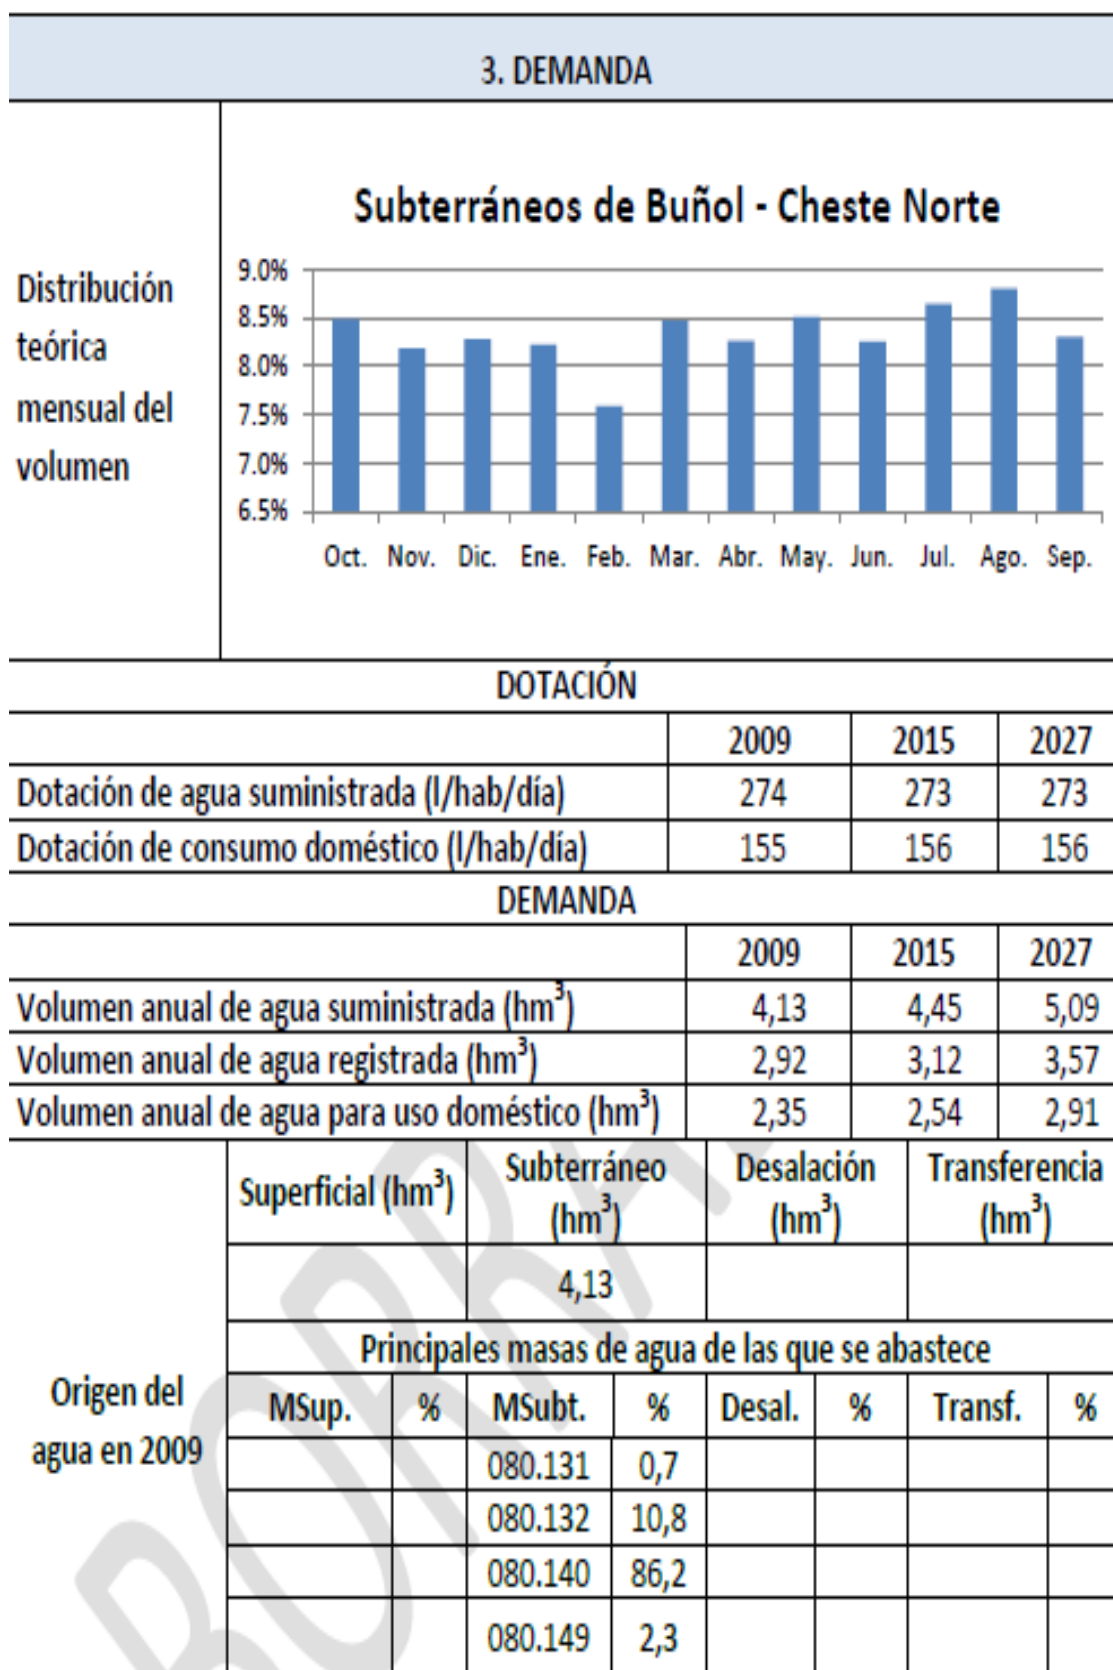 3. DEMANDA
Distribución
teórica
mensual del
volumen
Subterráneos de Buñol - Cheste Norte
9.0%
8.5%
8.0%
7.5%
7.0%
6.5%
Oct. Nov. Dic. Ene. Feb. Mar. Abr. May. Jun. Jul. Ago. Sep.
DOTACIÓN
2009 2015 2027
Dotación de agua suministrada (l/hab/día) 274 273 273
Dotación de consumo doméstico (l/hab/día) 155 156 156
DEMANDA
2009 2015 2027
Volumen anual de agua suministrada (hm³) 4,13 4,45 5,09
Volumen anual de agua registrada (hm³) 2,92 3,12 3,57
Volumen anual de agua para uso doméstico (hm³) 2,35 2,54 2,91
Origen del
agua en 2009
Superficial (hm³) Subterráneo (hm³) Desalación (hm³) Transferencia (hm³)
4,13
Principales masas de agua de las que se abastece
MSup. % MSubt. % Desal. % Transf. %
080.131 0,7
080.132 10,8
080.140 86,2
080.149 2,3